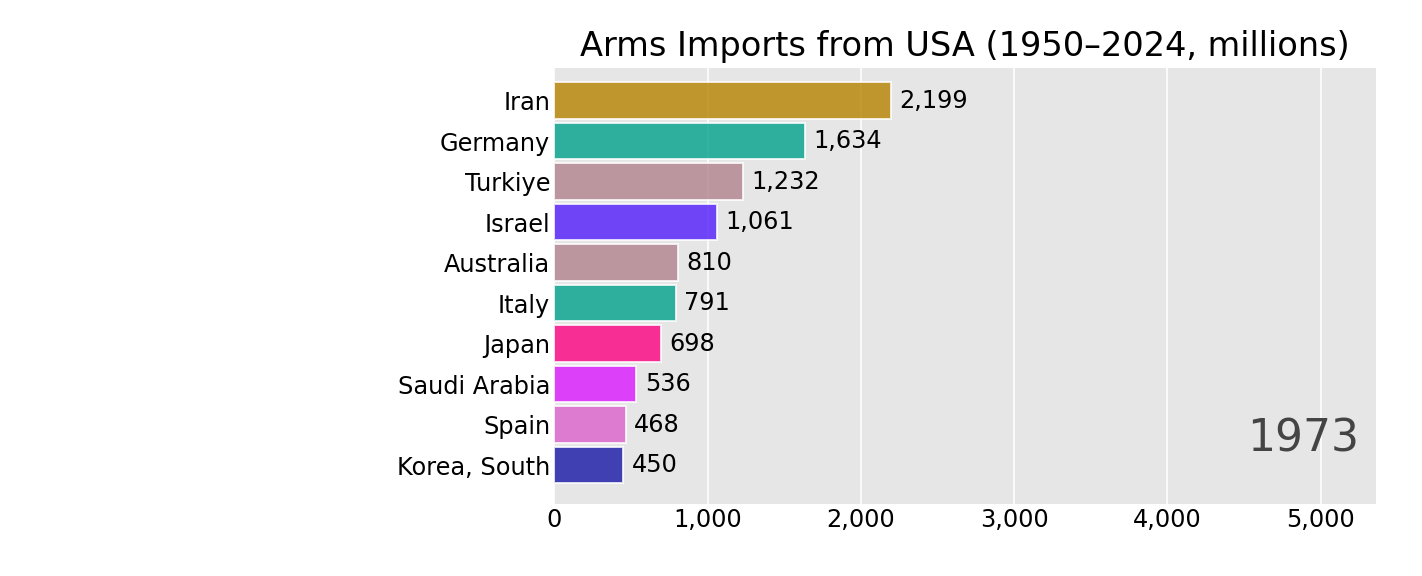 Arms Imports from USA (1950–2024, millions)
Iran 2,199
Germany 1,634
Turkiye 1,232
Israel 1,061
Australia 810
Italy 791
Japan 698
Saudi Arabia 536
Spain 468
1973
Korea, South 450
0 1,000 2,000 3,000 4,000 5,000